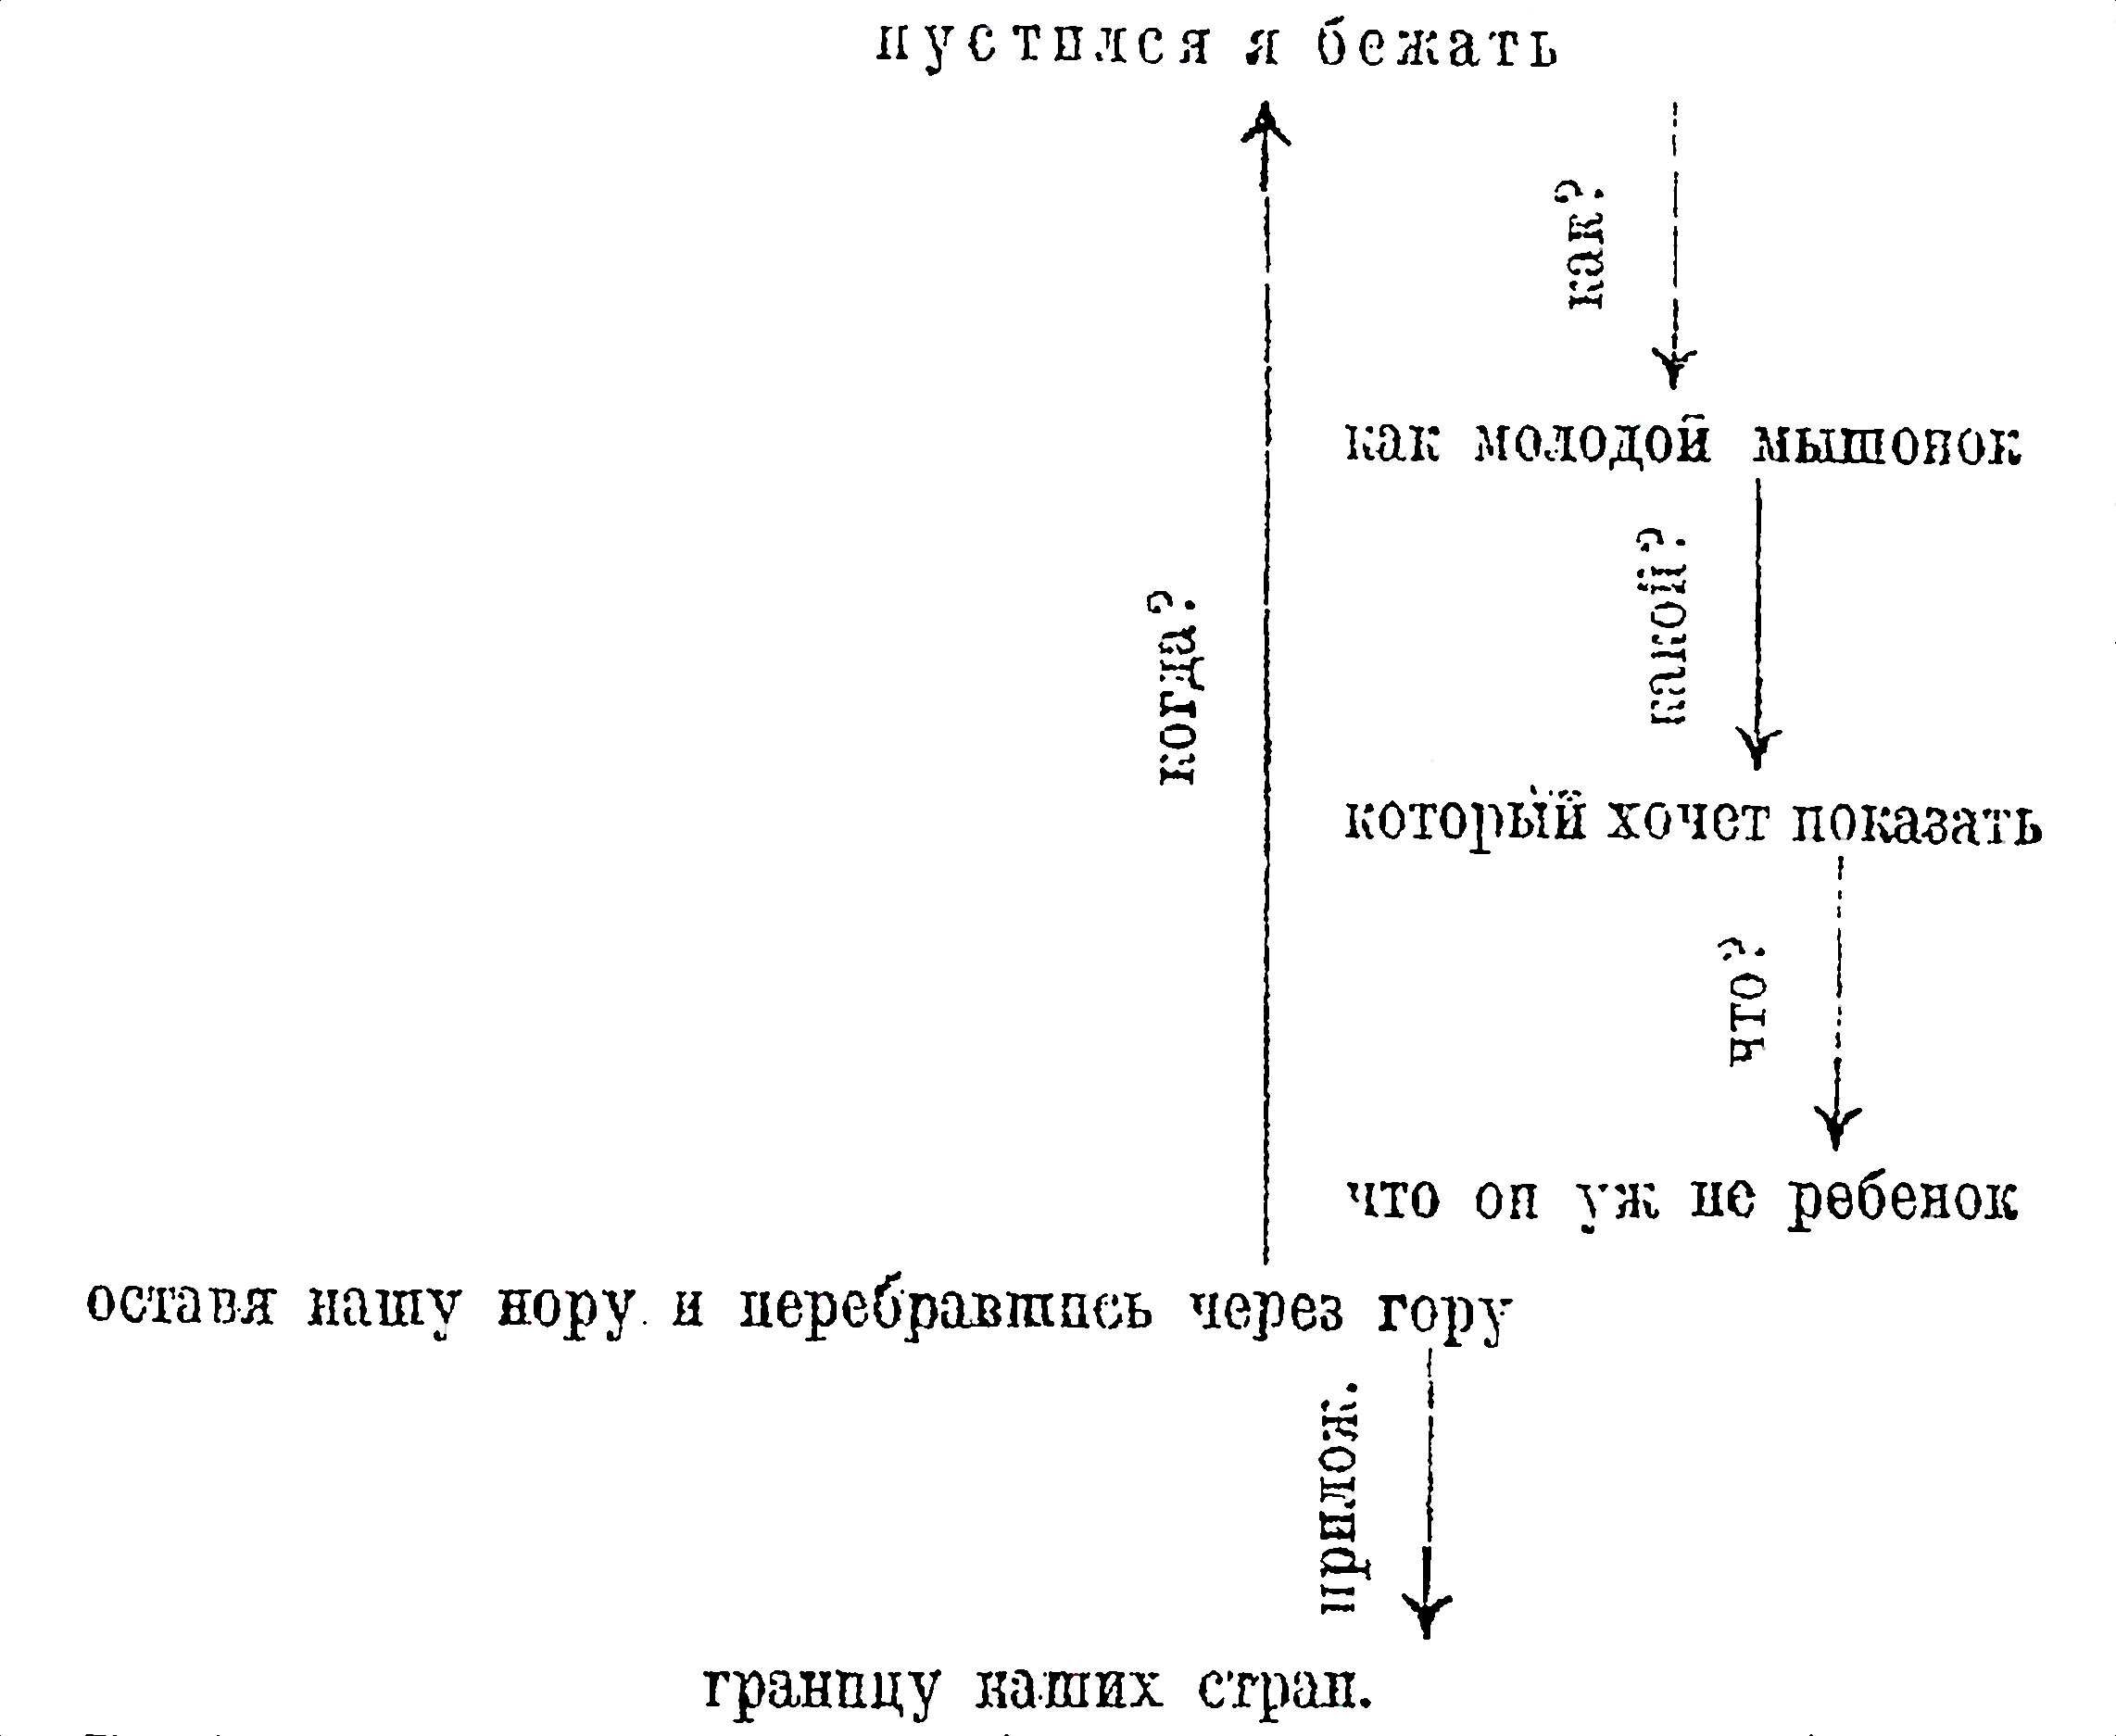 пустился я бежать
как?
как молодой мышонок
какой?
когда?
который хочет показать
что?
что он уж не ребенок
оставя нашу нору и перебравшись через гору
прилож.
границу наших стран.